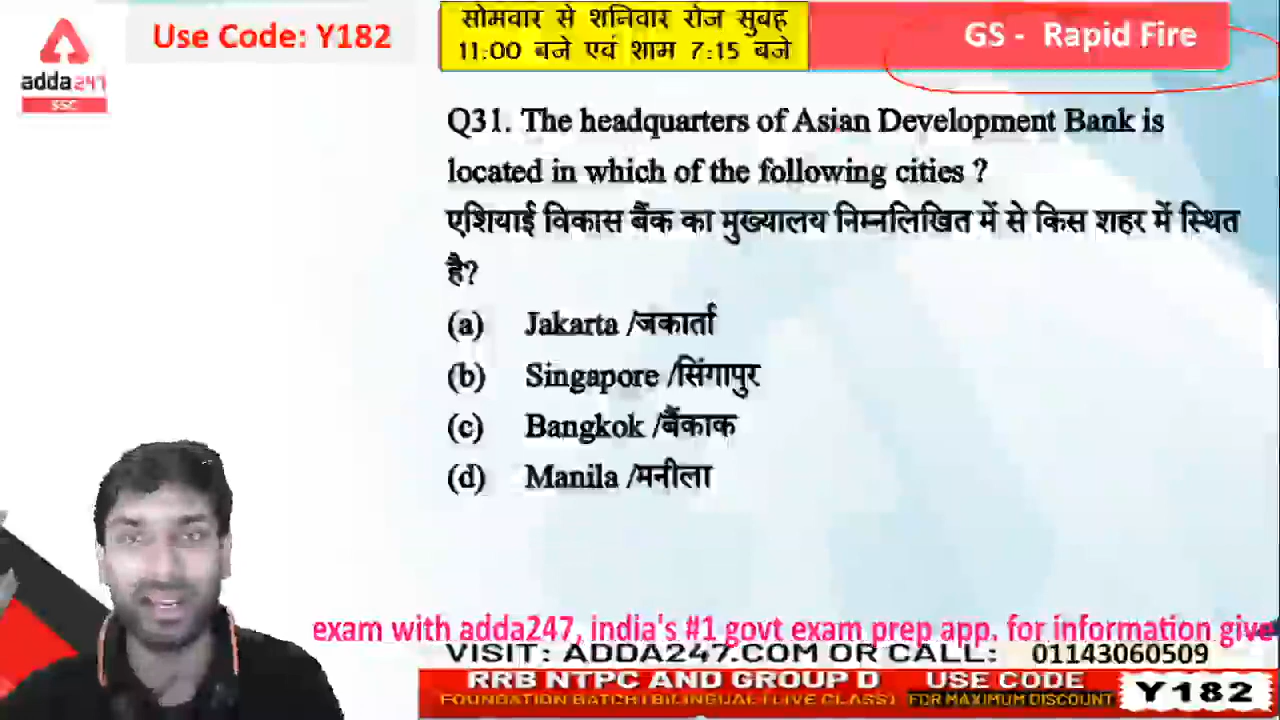 Use Code: Y182
सोमवार से शनिवार रोज सुबह
11:00 बजे एवं शाम 7:15 बजे
GS - Rapid Fire
adda247
SSC
Q31. The headquarters of Asian Development Bank is
located in which of the following cities ?
एशियाई विकास बैंक का मुख्यालय निम्नलिखित में से किस शहर में स्थित
है?
(a) Jakarta /जकार्ता
(b) Singapore /सिंगापुर
(c) Bangkok /बैंकाक
(d) Manila /मनीला
exam with adda247, india's #1 govt exam prep app. for information give
VISIT: ADDA247.COM OR CALL: 01143060509
RRB NTPC AND GROUP D USE CODE
FOUNDATION BATCH | BILINGUAL (LIVE CLASS) FOR MAXIMUM DISCOUNT Y182